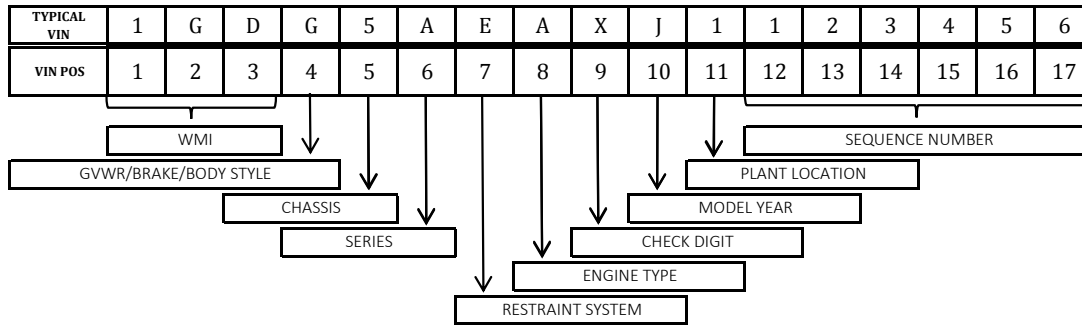 TYPICAL VIN 1 G D G 5 A E A X J 1 1 2 3 4 5 6
VIN POS 1 2 3 4 5 6 7 8 9 10 11 12 13 14 15 16 17
WMI SEQUENCE NUMBER
GVWR/BRAKE/BODY STYLE PLANT LOCATION
CHASSIS MODEL YEAR
SERIES CHECK DIGIT
ENGINE TYPE
RESTRAINT SYSTEM